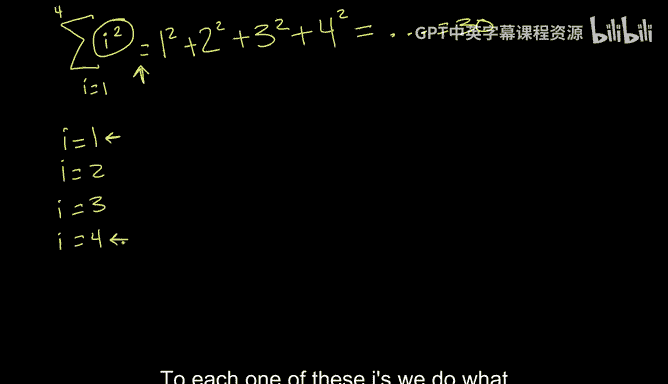 4
∑ i² = 1² + 2² + 3² + 4² = ... = 30
i=1
GPT中英字幕课程资源 bilibili
↑
i = 1 ←
i = 2
i = 3
i = 4 ←
To each one of these i's we do what